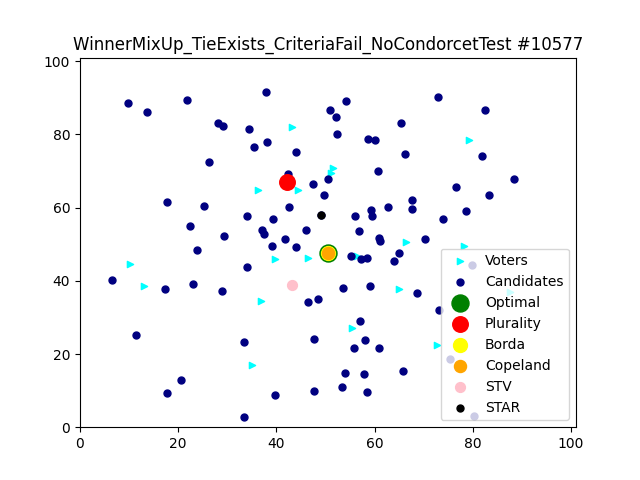 WinnerMixUp_TieExists_CriteriaFail_NoCondorcetTest #10577
100
80
60
40
20
0
0 20 40 60 80 100
Voters
Candidates
Optimal
Plurality
Borda
Copeland
STV
STAR